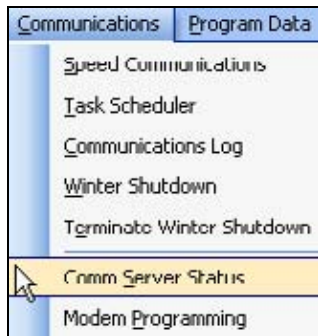 Communications Program Data
Speed Communications
Task Scheduler
Communications Log
Winter Shutdown
Terminate Winter Shutdown
Comm Server Status
Modem Programming